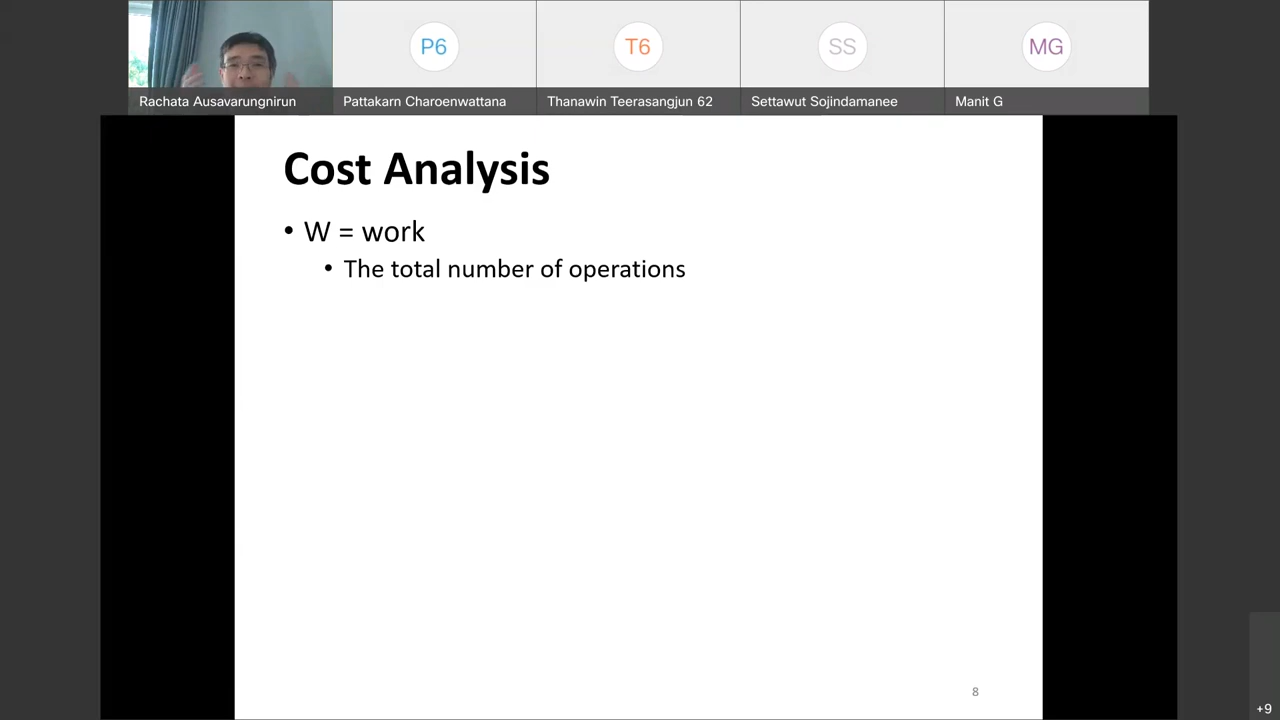 P6
T6
SS
MG
Rachata Ausavarungnirun
Pattakarn Charoenwattana
Thanawin Teerasangjun 62
Settawut Sojindamanee
Manit G
Cost Analysis
• W = work
• The total number of operations
8
+9